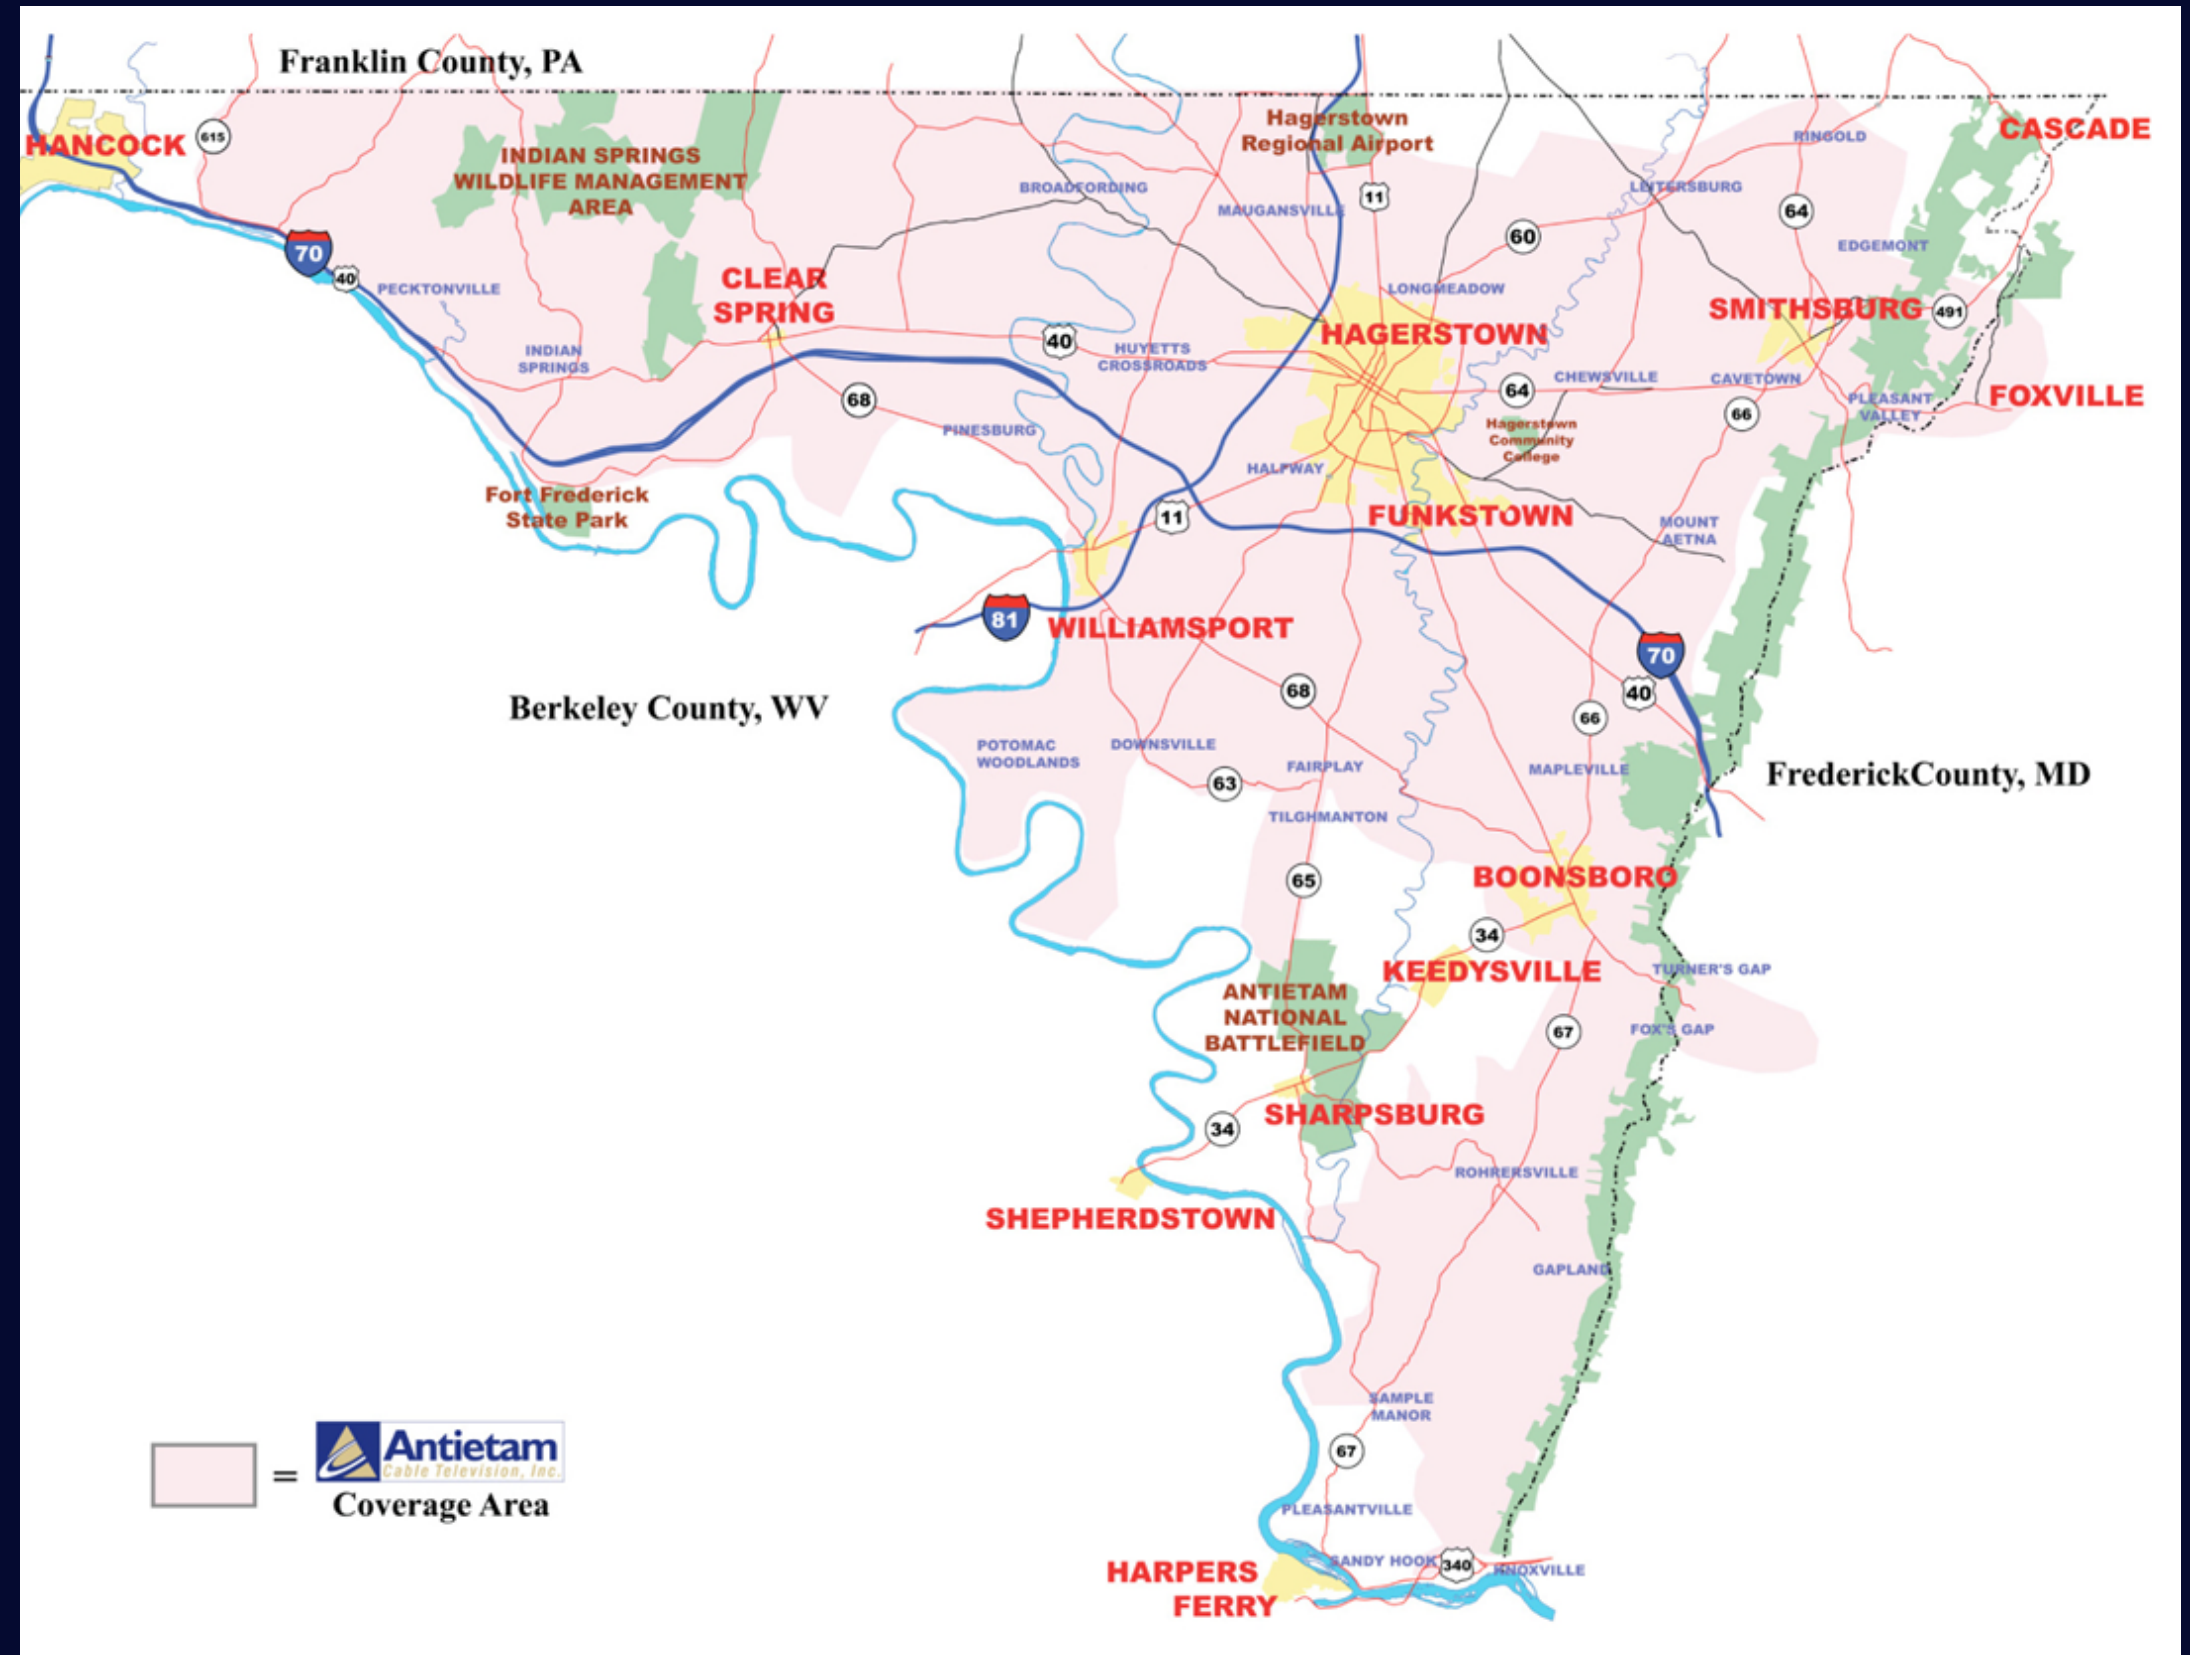 Franklin County, PA
HANCOCK
615
INDIAN SPRINGS
WILDLIFE MANAGEMENT
AREA
Hagerstown
Regional Airport
CASCADE
RINGOLD
BROADFORDING
MAUGANSVILLE
11
LEITERSBURG
64
60
EDGEMONT
70
40
PECKTONVILLE
CLEAR
SPRING
LONGMEADOW
SMITHSBURG
491
HAGERSTOWN
40
INDIAN
SPRINGS
HUYETTS
CROSSROADS
64
CHEWSVILLE
CAVETOWN
68
66
PLEASANT
VALLEY
FOXVILLE
PINESBURG
Hagerstown
Community
College
HALFWAY
Fort Frederick
State Park
11
FUNKSTOWN
MOUNT
AETNA
81
WILLIAMSPORT
70
Berkeley County, WV
68
40
66
POTOMAC
WOODLANDS
DOWNSVILLE
FAIRPLAY
MAPLEVILLE
FrederickCounty, MD
63
TILGHMANTON
65
BOONSBORO
34
KEEDYSVILLE
TURNER'S GAP
ANTIETAM
NATIONAL
BATTLEFIELD
67
FOX'S GAP
SHARPSBURG
34
ROHRERSVILLE
SHEPHERDSTOWN
GAPLAND
SAMPLE
MANOR
67
= Antietam
Cable Television, Inc.
Coverage Area
PLEASANTVILLE
SANDY HOOK
340
KNOXVILLE
HARPERS
FERRY